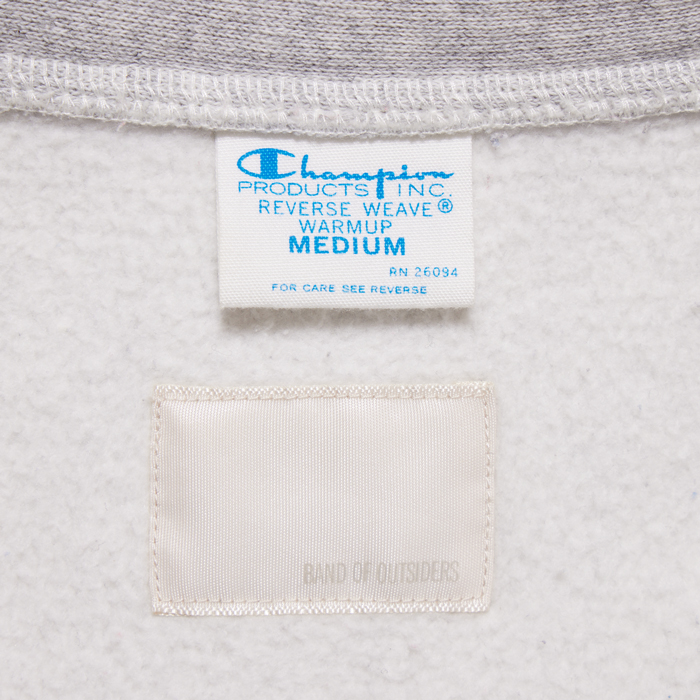 Champion
PRODUCTS INC.
REVERSE WEAVE®
WARMUP
MEDIUM
RN 26094
FOR CARE SEE REVERSE
BAND OF OUTSIDERS